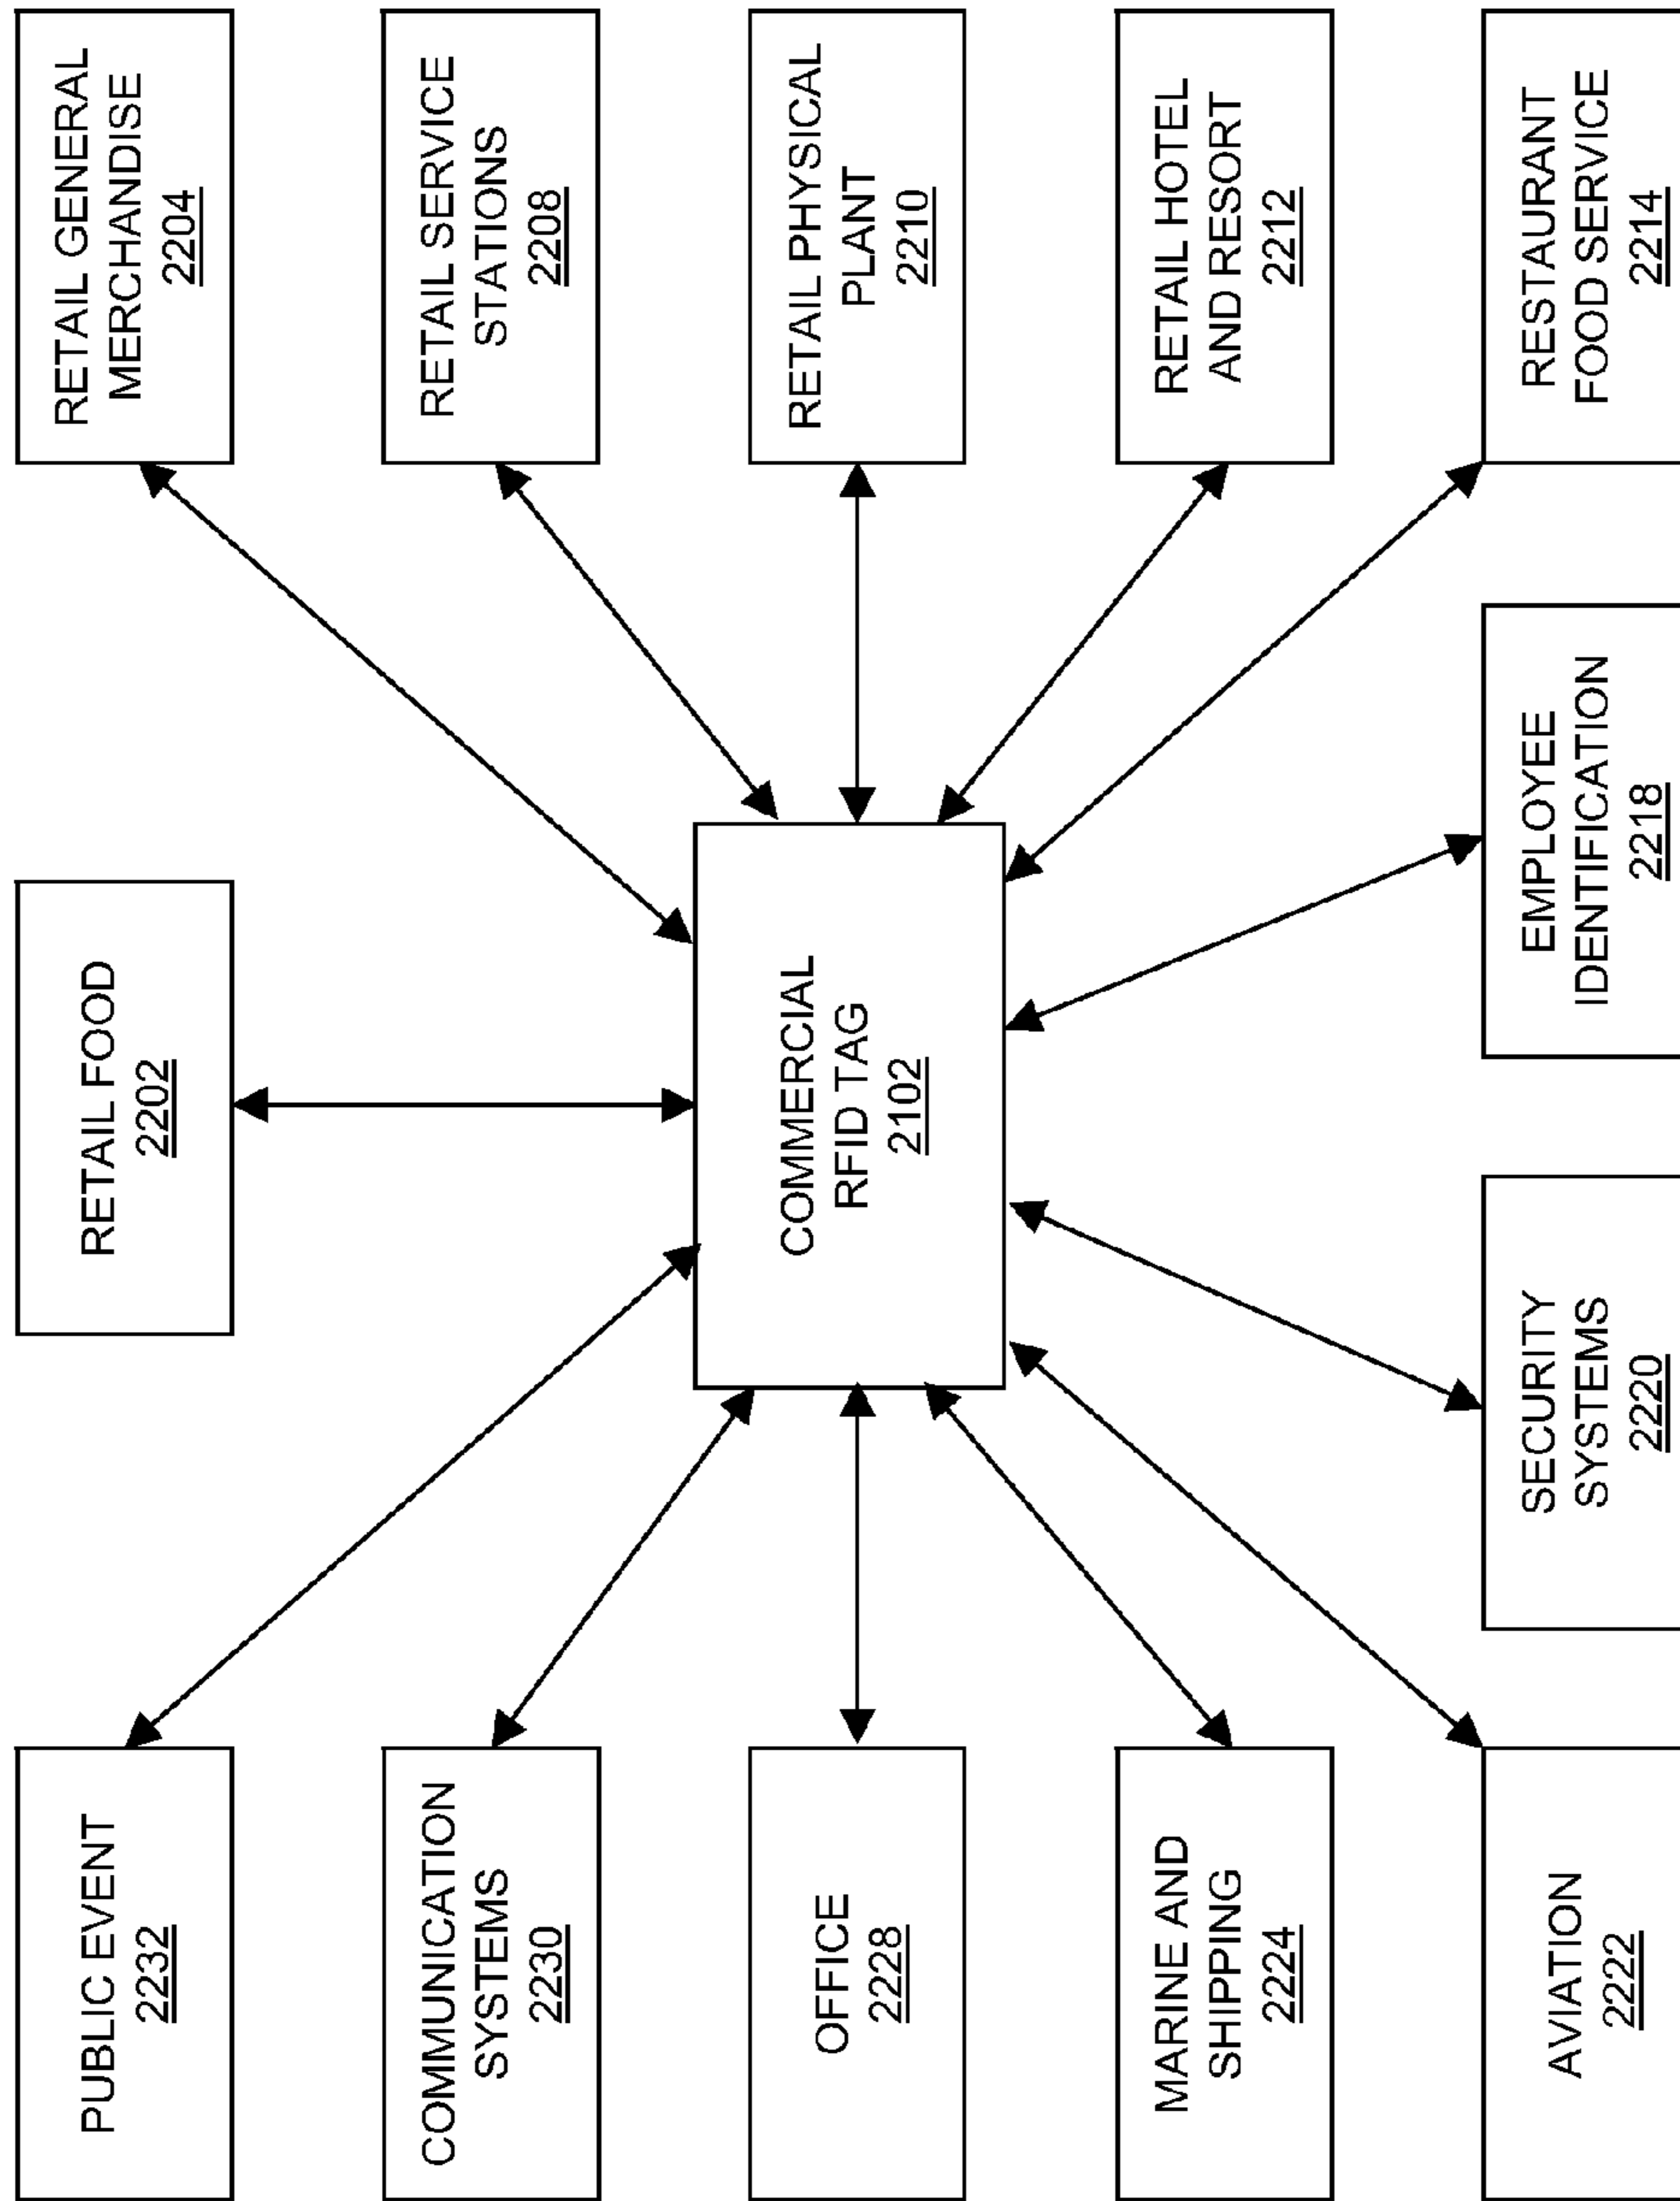 PUBLIC EVENT
2232
RETAIL FOOD
2202
RETAIL GENERAL
MERCHANDISE
2204
COMMUNICATION
SYSTEMS
2230
RETAIL SERVICE
STATIONS
2208
OFFICE
2228
COMMERCIAL
RFID TAG
2102
RETAIL PHYSICAL
PLANT
2210
MARINE AND
SHIPPING
2224
RETAIL HOTEL
AND RESORT
2212
AVIATION
2222
SECURITY
SYSTEMS
2220
EMPLOYEE
IDENTIFICATION
2218
RESTAURANT
FOOD SERVICE
2214